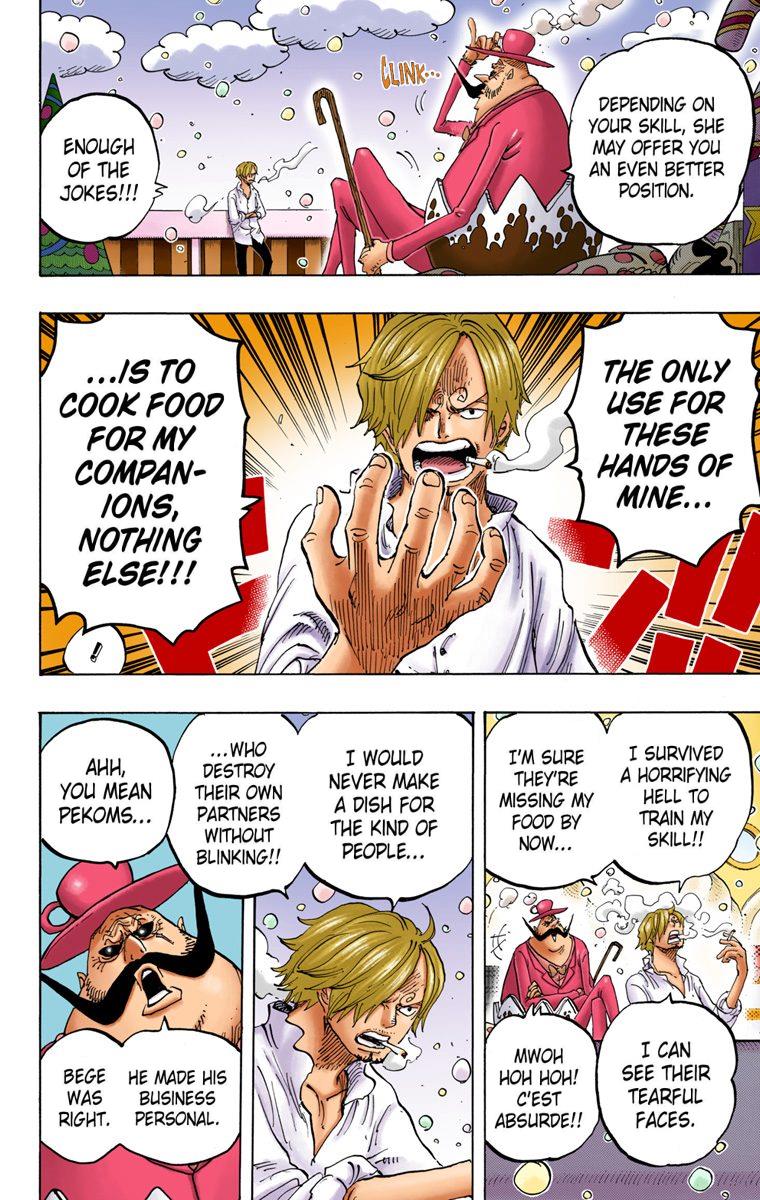 DEPENDING ON
YOUR SKILL, SHE
MAY OFFER YOU
AN EVEN BETTER
POSITION.
CLINK...
ENOUGH
OF THE
JOKES!!!
THE ONLY
USE FOR
THESE
HANDS OF
MINE...
...IS TO
COOK FOOD
FOR MY
COMPAN-
IONS,
NOTHING
ELSE!!!
!
I SURVIVED
A HORRIFYING
HELL TO
TRAIN MY
SKILL!!
I'M SURE
THEY'RE
MISSING MY
FOOD BY
NOW...
I CAN
SEE THEIR
TEARFUL
FACES.
MWOH
HOH HOH!
C'EST
ABSURDE!!
I WOULD
NEVER MAKE
A DISH FOR
THE KIND OF
PEOPLE...
...WHO
DESTROY
THEIR OWN
PARTNERS
WITHOUT
BLINKING!!
AHH,
YOU MEAN
PEKOMS...
HE MADE HIS
BUSINESS
PERSONAL.
BEGE
WAS
RIGHT.